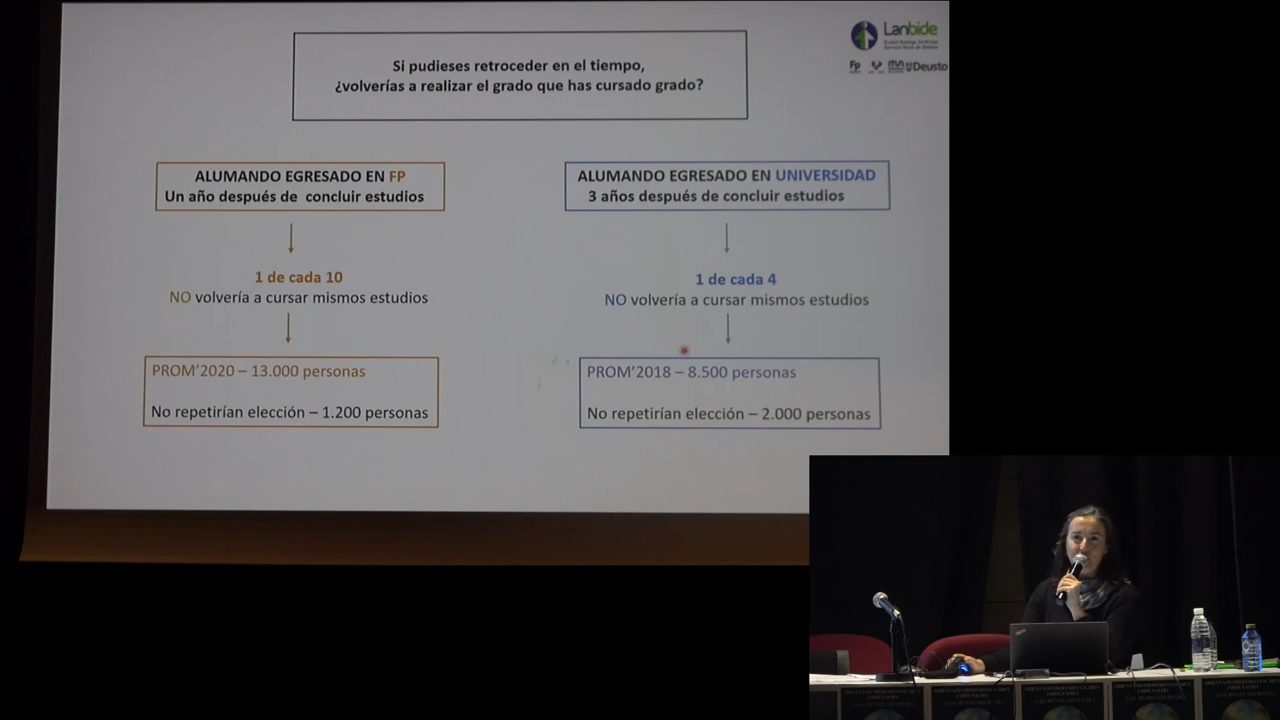 Lanbide
Fp
Deusto
Si pudieses retroceder en el tiempo,
¿volverías a realizar el grado que has cursado grado?
ALUMANDO EGRESADO EN FP
Un año después de concluir estudios
1 de cada 10
NO volvería a cursar mismos estudios
PROM'2020 – 13.000 personas
No repetirían elección – 1.200 personas
ALUMANDO EGRESADO EN UNIVERSIDAD
3 años después de concluir estudios
1 de cada 4
NO volvería a cursar mismos estudios
PROM'2018 – 8.500 personas
No repetirían elección – 2.000 personas